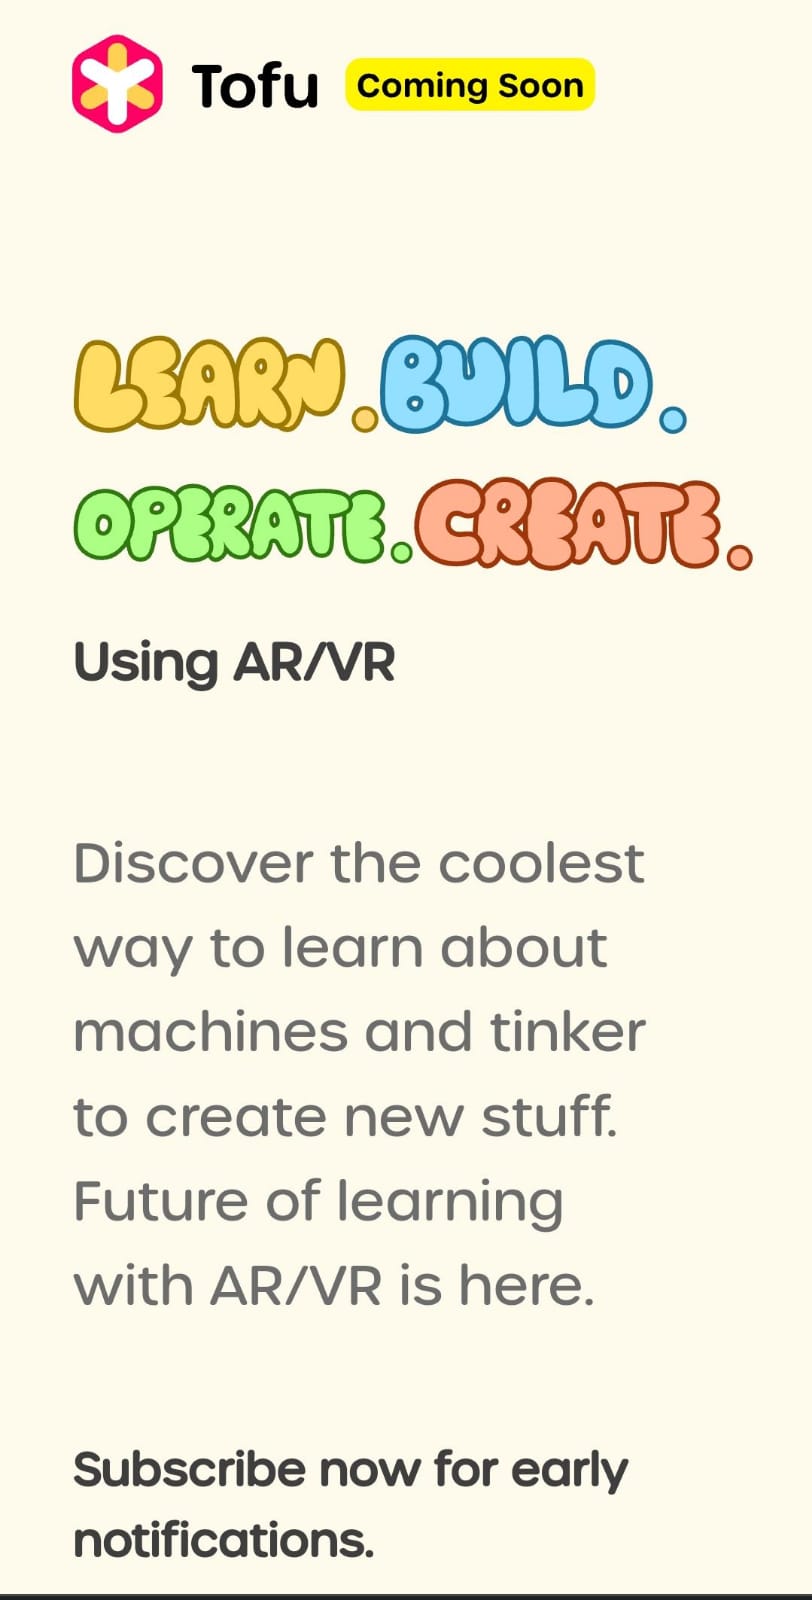 Tofu Coming Soon
LEARN.BUILD.
OPERATE.CREATE.
Using AR/VR
Discover the coolest
way to learn about
machines and tinker
to create new stuff.
Future of learning
with AR/VR is here.
Subscribe now for early
notifications.